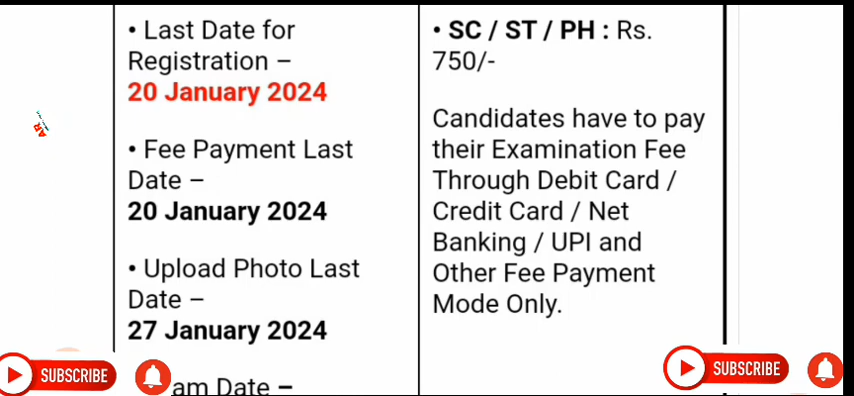 • Last Date for
Registration –
20 January 2024
• Fee Payment Last
Date –
20 January 2024
• Upload Photo Last
Date –
27 January 2024
am Date –
• SC / ST / PH : Rs.
750/-
Candidates have to pay
their Examination Fee
Through Debit Card /
Credit Card / Net
Banking / UPI and
Other Fee Payment
Mode Only.
SUBSCRIBE
SUBSCRIBE